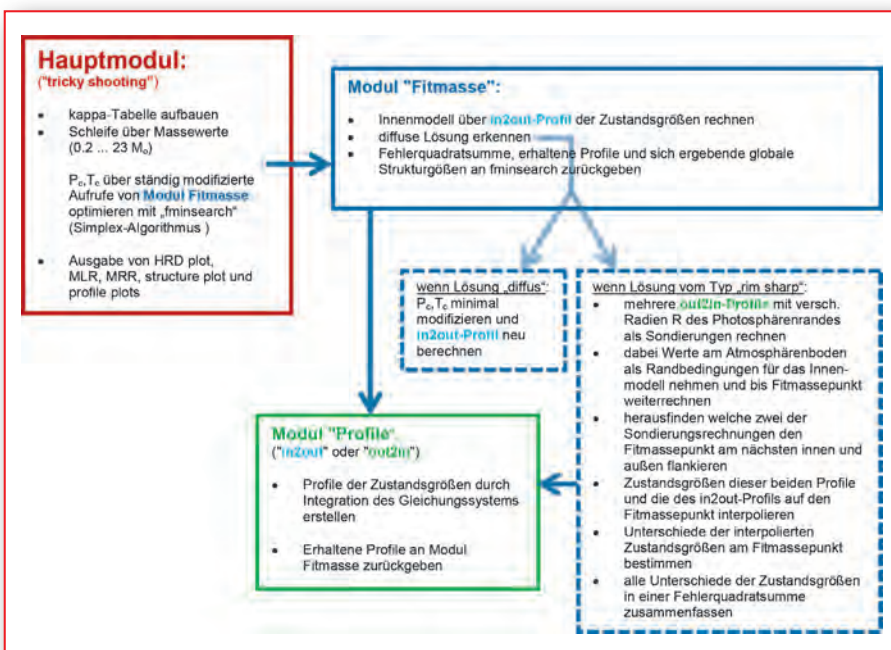 Hauptmodul:
("tricky shooting")
• kappa-Tabelle aufbauen
• Schleife über Massewerte
(0.2 ... 23 M₀)
P꜀,T꜀ über ständig modifizierte
Aufrufe von Modul Fitmasse
optimieren mit „fminsearch“
(Simplex-Algorithmus )
• Ausgabe von HRD plot,
MLR, MRR, structure plot und
profile plots
Modul "Fitmasse":
• Innenmodell über in2out-Profil der Zustandsgrößen rechnen
• diffuse Lösung erkennen
• Fehlerquadratsumme, erhaltene Profile und sich ergebende globale
Strukturgößen an fminsearch zurückgeben
wenn Lösung „diffus“:
P꜀,T꜀ minimal
modifizieren und
in2out-Profil neu
berechnen
wenn Lösung vom Typ „rim sharp“:
• mehrere out2in-Profile mit versch.
Radien R des Photosphärenrandes
als Sondierungen rechnen
• dabei Werte am Atmosphärenboden
als Randbedingungen für das Innen-
modell nehmen und bis Fitmassepunkt
weiterrechnen
• herausfinden welche zwei der
Sondierungsrechnungen den
Fitmassepunkt am nächsten innen und
außen flankieren
• Zustandsgrößen dieser beiden Profile
und die des in2out-Profils auf den
Fitmassepunkt interpolieren
• Unterschiede der interpolierten
Zustandsgrößen am Fitmassepunkt
bestimmen
• alle Unterschiede der Zustandsgrößen
in einer Fehlerquadratsumme
zusammenfassen
Modul "Profile":
("in2out" oder "out2in")
• Profile der Zustandsgrößen durch
Integration des Gleichungssystems
erstellen
• Erhaltene Profile an Modul
Fitmasse zurückgeben